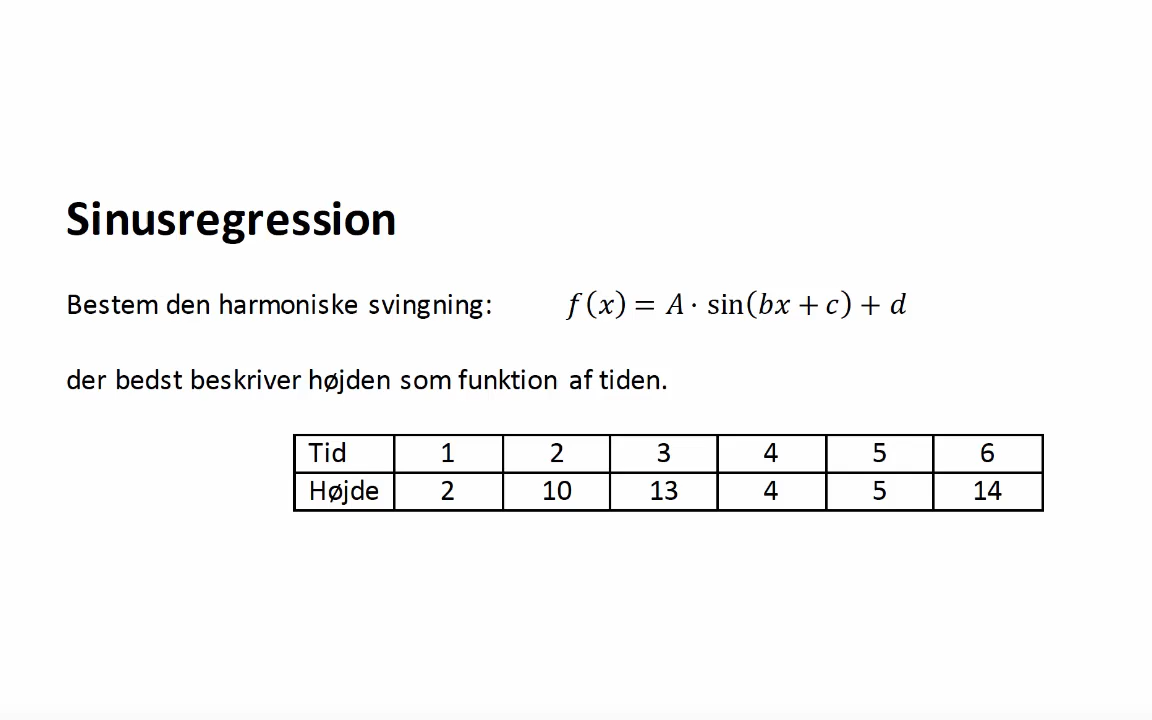 Sinusregression
Bestem den harmoniske svingning: f(x) = A · sin(bx + c) + d
der bedst beskriver højden som funktion af tiden.
Tid 1 2 3 4 5 6
Højde 2 10 13 4 5 14